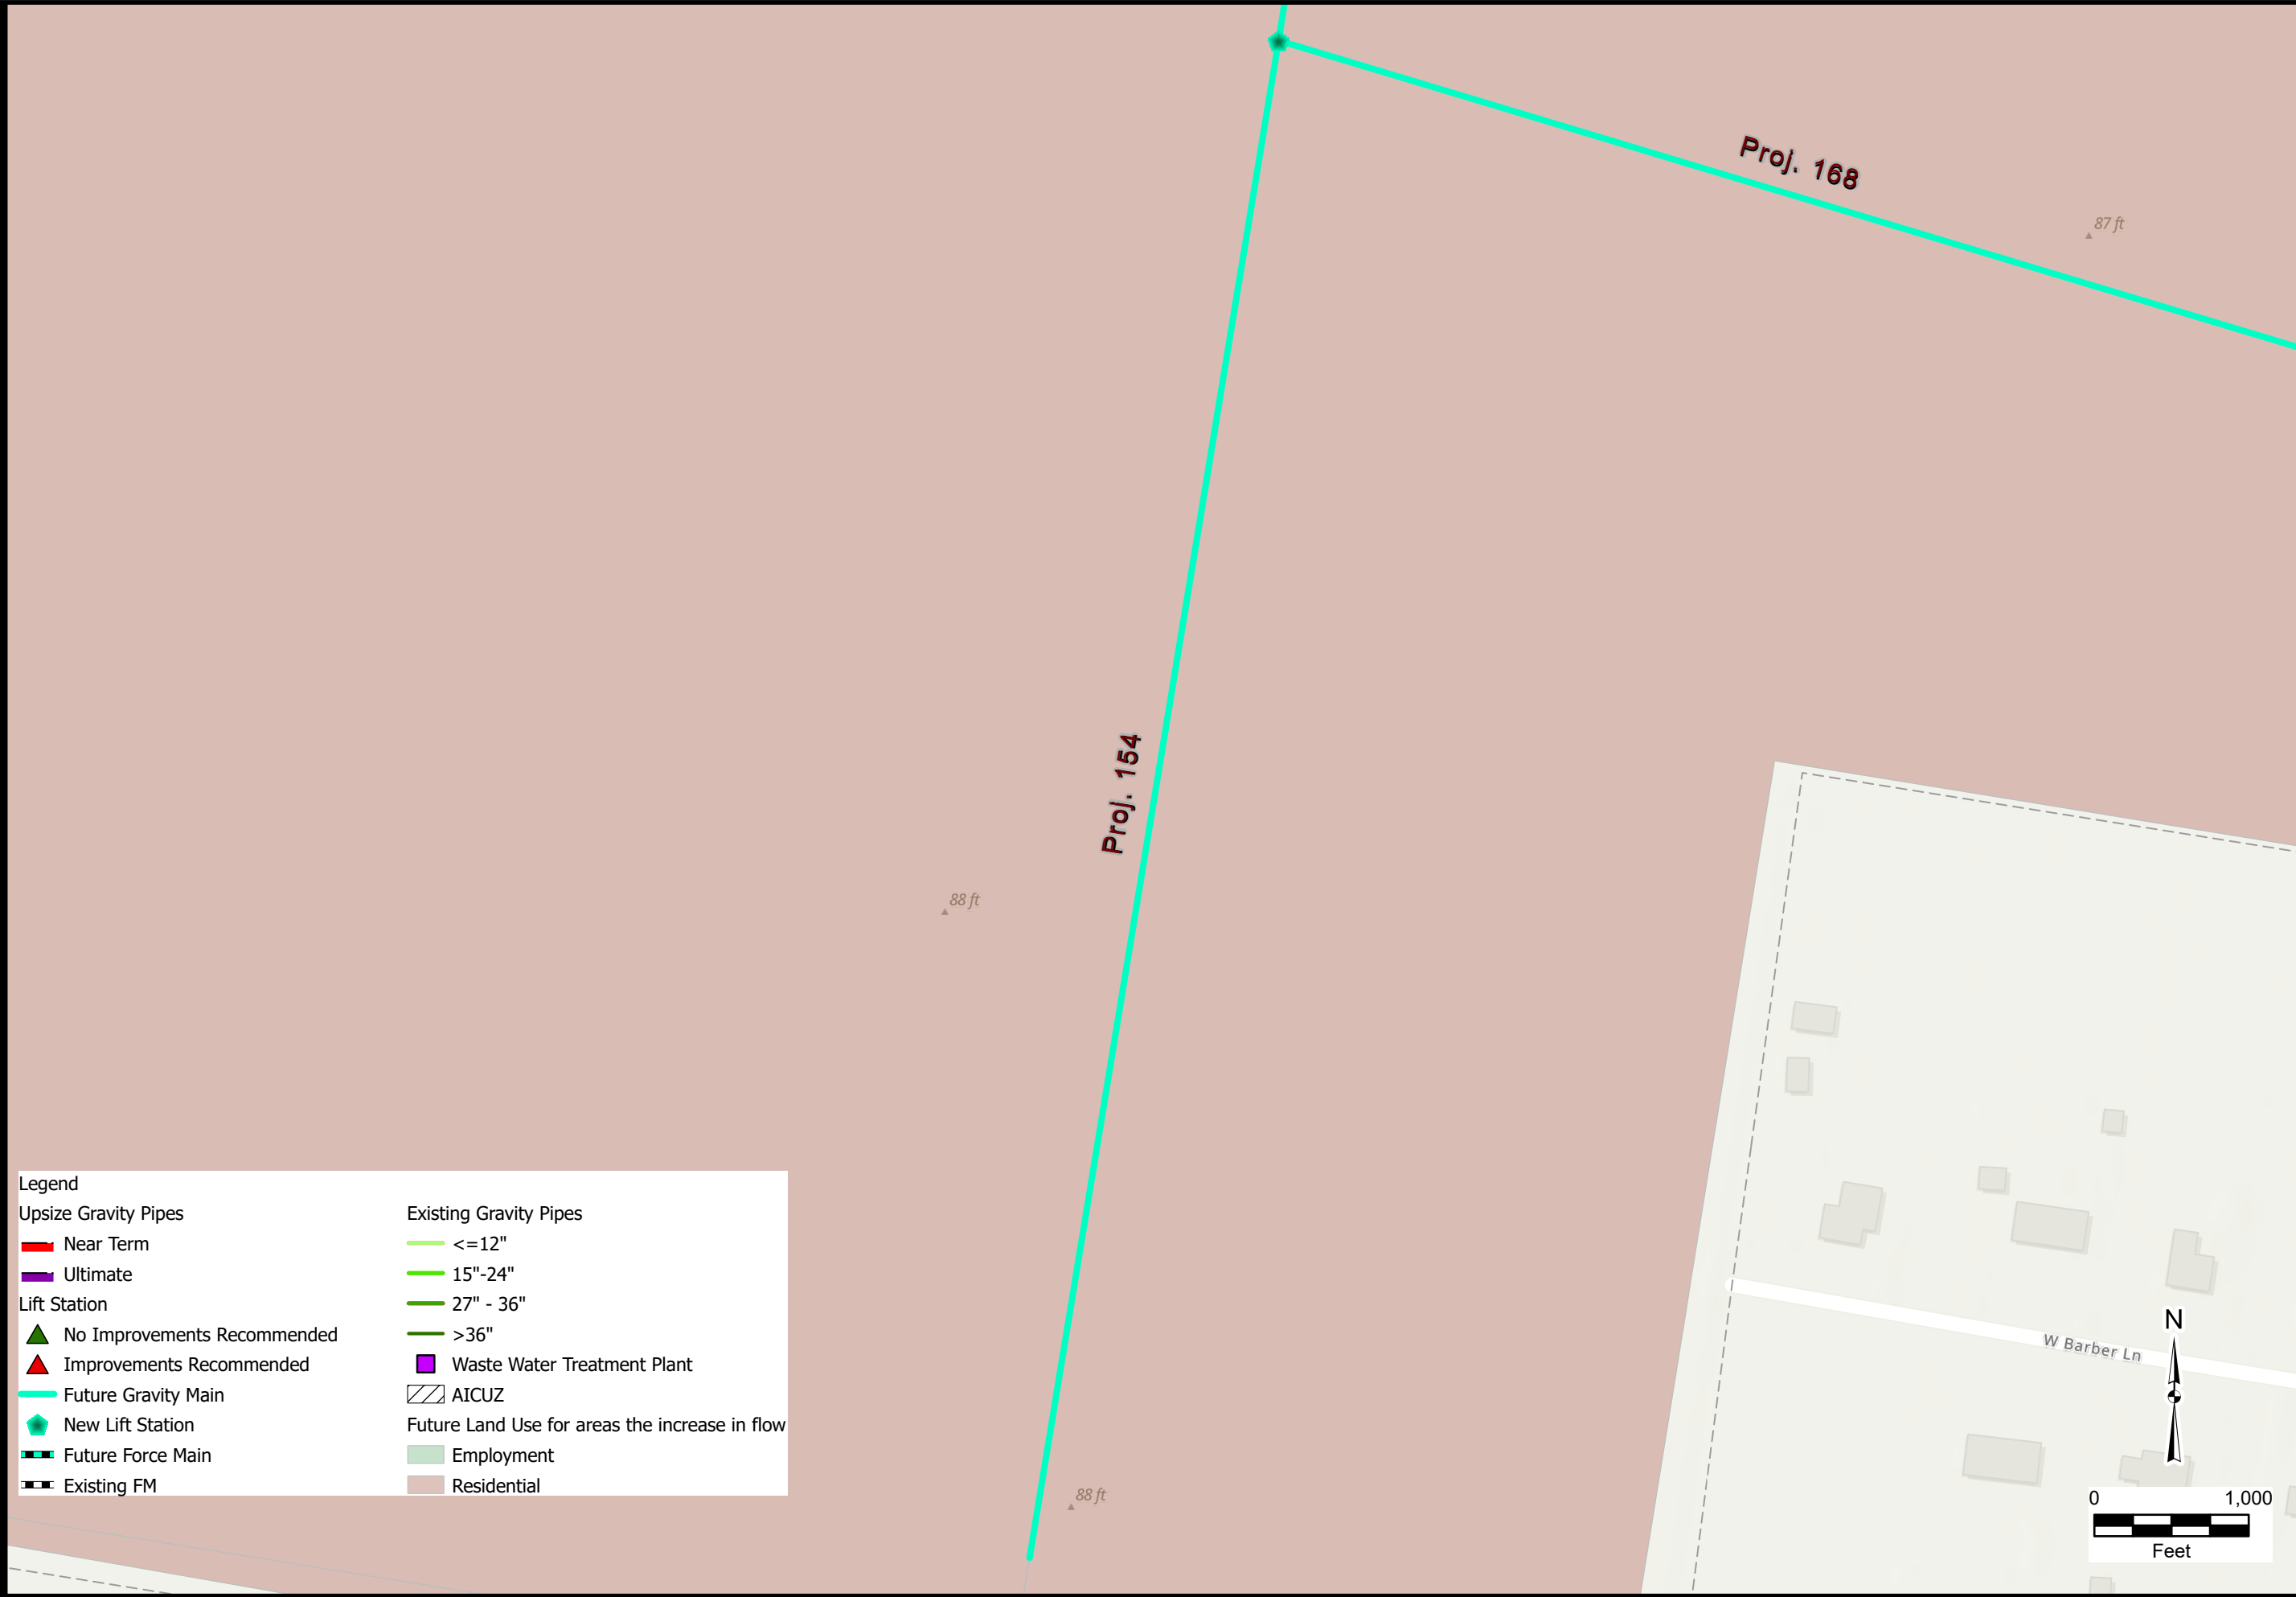 Proj. 168
87 ft
Proj. 154
88 ft
88 ft
W Barber Ln
Legend
Upsize Gravity Pipes
Near Term
Ultimate
Lift Station
No Improvements Recommended
Improvements Recommended
Future Gravity Main
New Lift Station
Future Force Main
Existing FM
Existing Gravity Pipes
<=12"
15"-24"
27" - 36"
>36"
Waste Water Treatment Plant
AICUZ
Future Land Use for areas the increase in flow
Employment
Residential
N
0 1,000
Feet